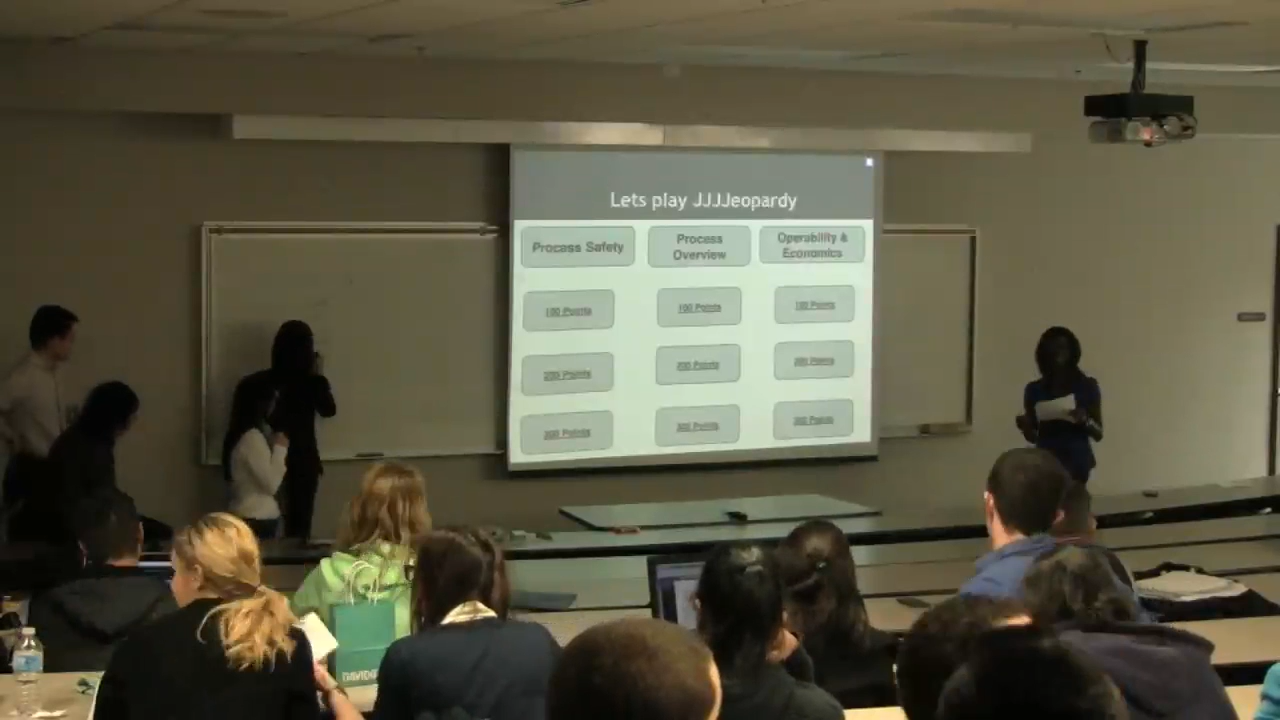 Lets play JJJJeopardy
Process Safety
Process
Overview
Operability &
Economics
100 Points
100 Points
100 Points
200 Points
200 Points
200 Points
300 Points
300 Points
300 Points